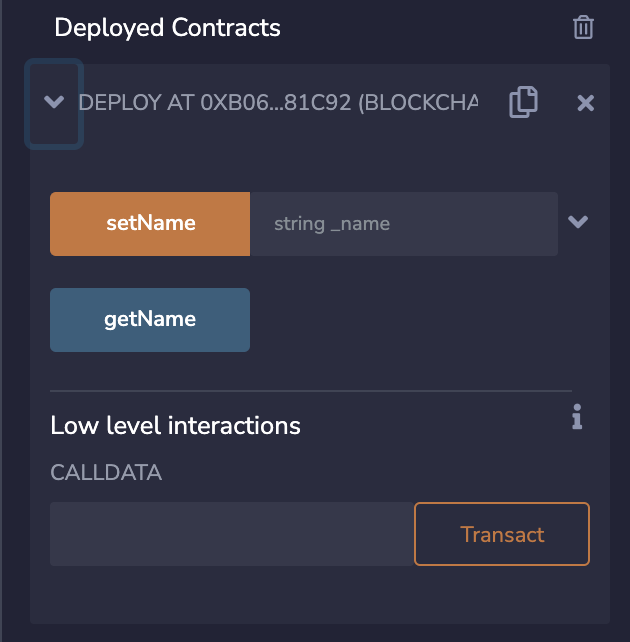 Deployed Contracts
DEPLOY AT 0XB06...81C92 (BLOCKCHA
setName string _name
getName
Low level interactions
CALLDATA
Transact